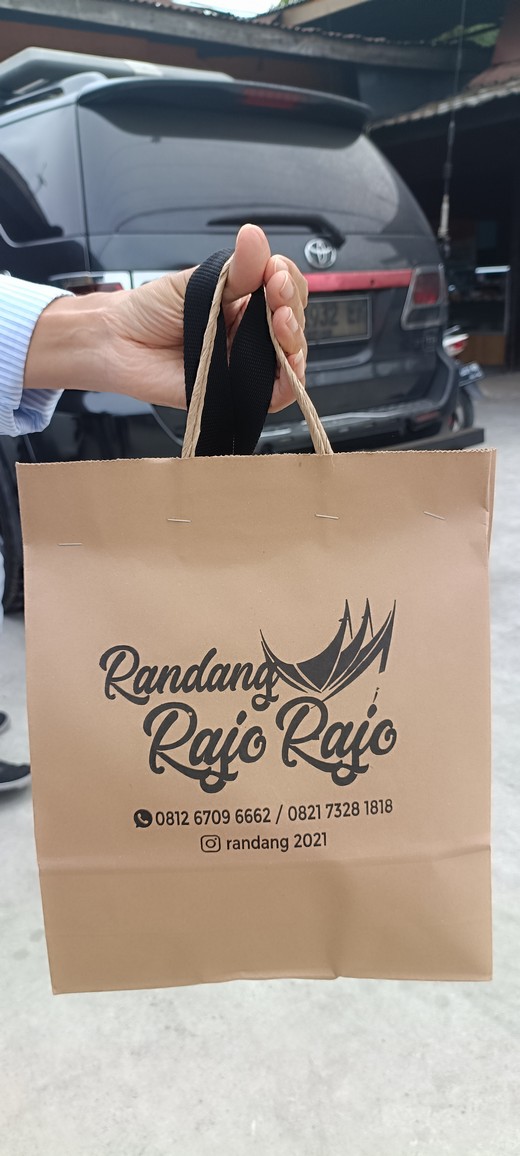 Randang
Rajo Rajo
0812 6709 6662 / 0821 7328 1818
randang 2021